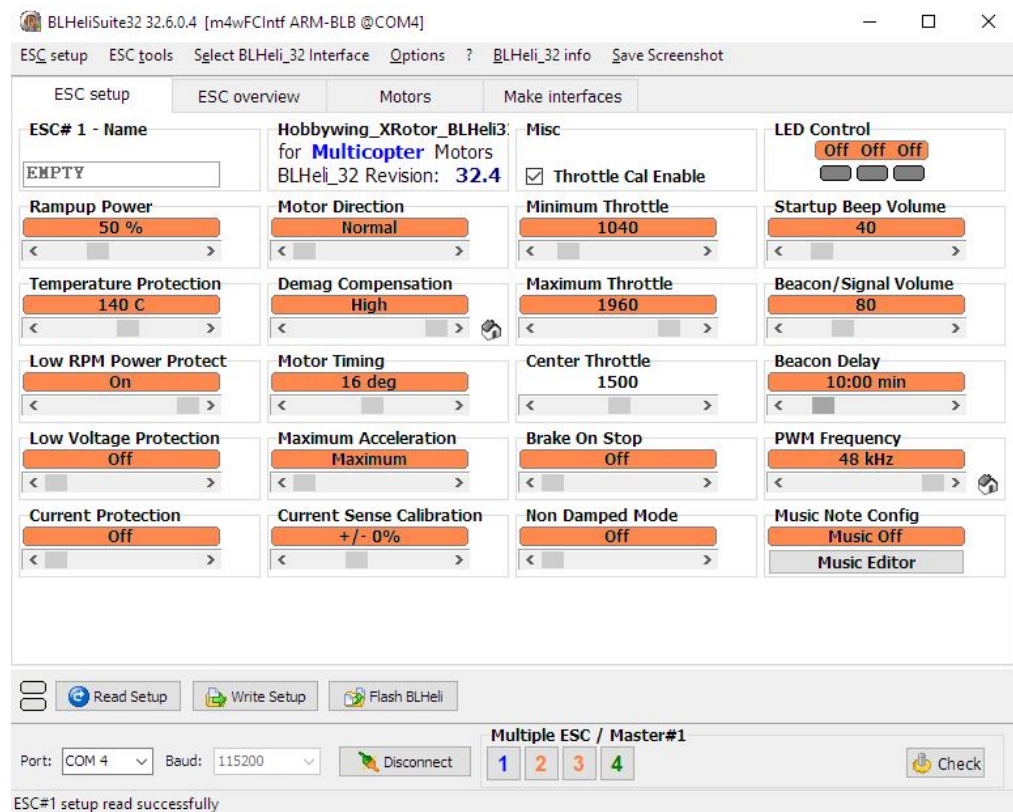 BLHeliSuite32 32.6.0.4 [m4wFCIntf ARM-BLB @COM4]
ESC setup ESC tools Select BLHeli_32 Interface Options ? BLHeli_32 info Save Screenshot
ESC setup ESC overview Motors Make interfaces
ESC# 1 - Name
EMPTY
Hobbywing_XRotor_BLHeli3
for Multicopter Motors
BLHeli_32 Revision: 32.4
Misc
Throttle Cal Enable
LED Control
Off Off Off
Rampup Power
50 %
Motor Direction
Normal
Minimum Throttle
1040
Startup Beep Volume
40
Temperature Protection
140 C
Demag Compensation
High
Maximum Throttle
1960
Beacon/Signal Volume
80
Low RPM Power Protect
On
Motor Timing
16 deg
Center Throttle
1500
Beacon Delay
10:00 min
Low Voltage Protection
Off
Maximum Acceleration
Maximum
Brake On Stop
Off
PWM Frequency
48 kHz
Current Protection
Off
Current Sense Calibration
+/- 0%
Non Damped Mode
Off
Music Note Config
Music Off
Music Editor
Read Setup Write Setup Flash BLHeli
Multiple ESC / Master#1
Port: COM 4 Baud: 115200 Disconnect 1 2 3 4 Check
ESC#1 setup read successfully